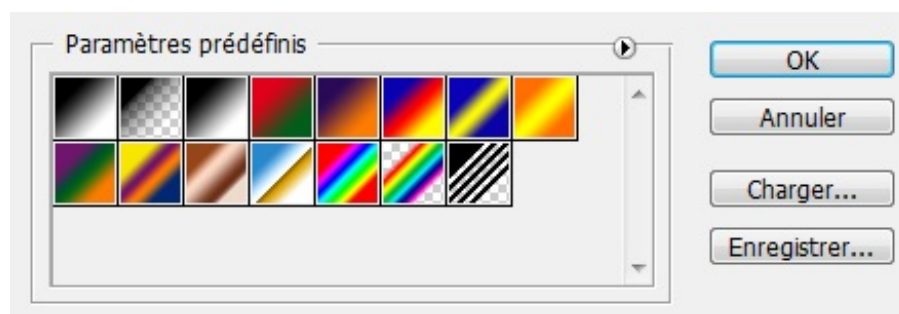 Paramètres prédéfinis
OK
Annuler
Charger...
Enregistrer...